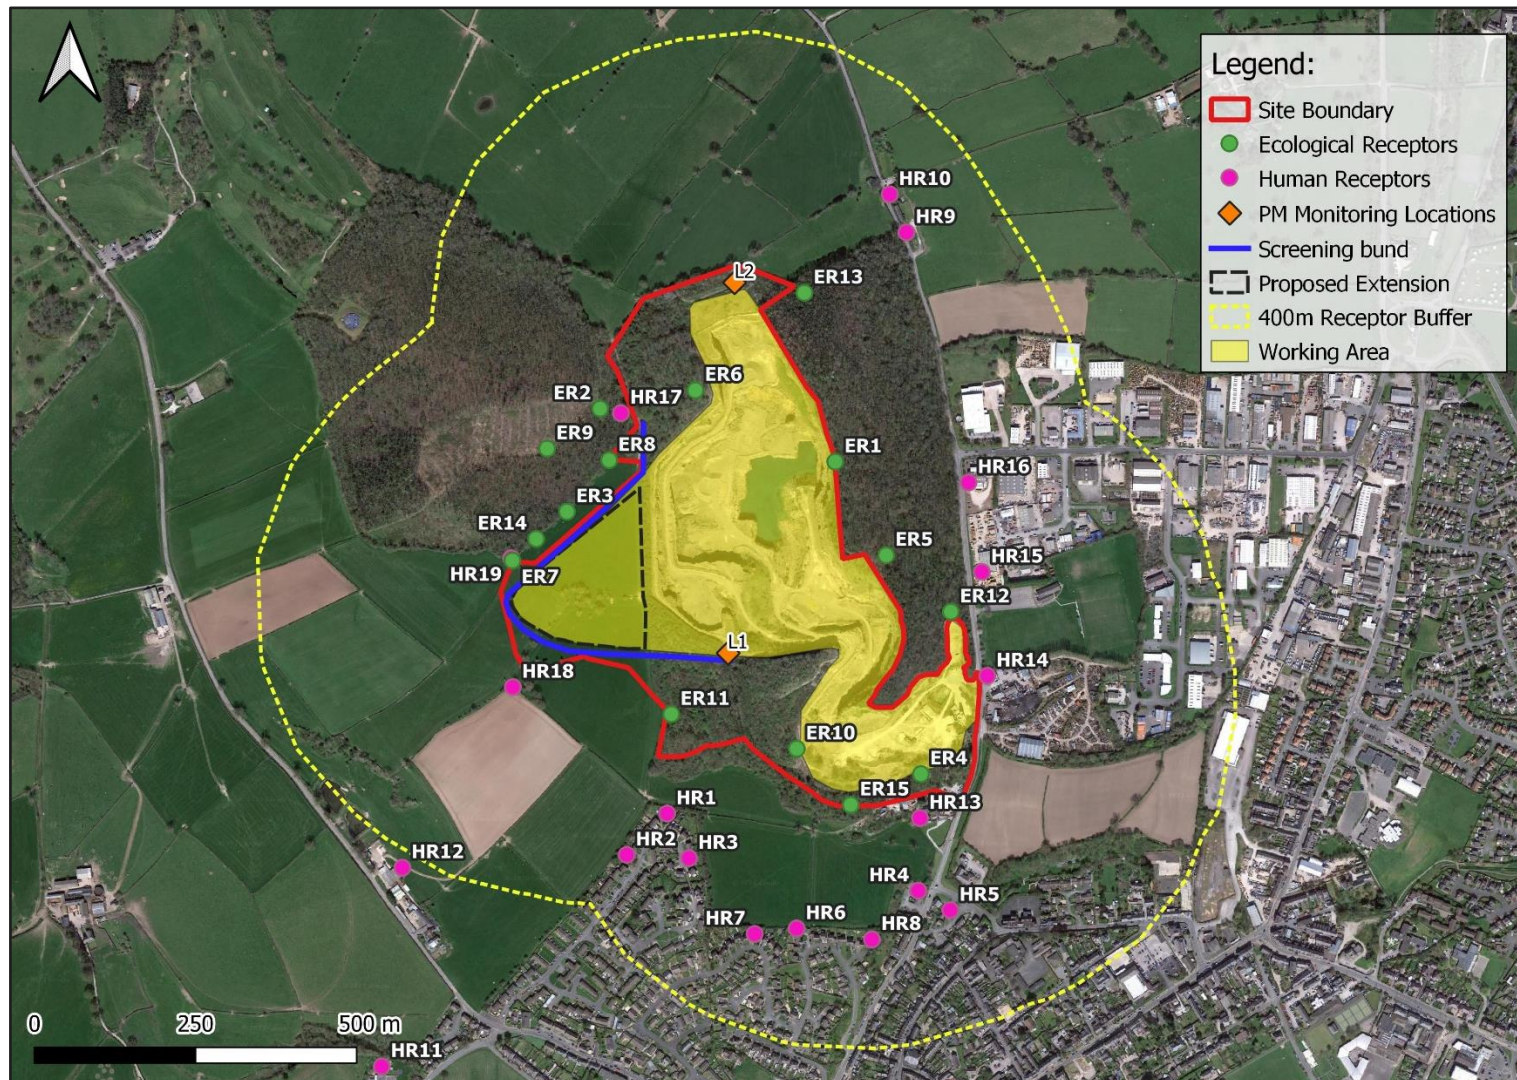 Legend:
Site Boundary
Ecological Receptors
Human Receptors
PM Monitoring Locations
Screening bund
Proposed Extension
400m Receptor Buffer
Working Area
HR10
HR9
L2
ER13
ER6
ER2
HR17
ER9
ER8
ER1
HR16
ER3
ER14
ER5
HR19
ER7
HR15
ER12
L1
HR14
HR18
ER11
ER10
ER4
ER15
HR13
HR1
HR2
HR3
HR12
HR4
HR5
HR6
HR7
HR8
0 250 500 m
HR11